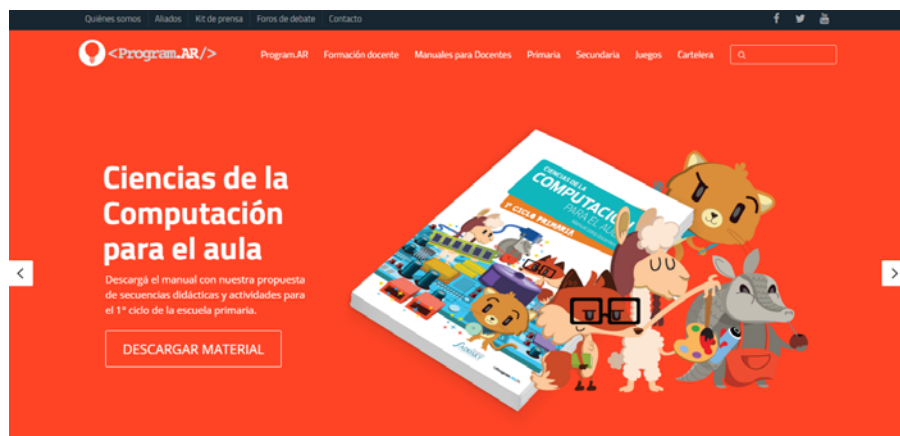 Quiénes somos Aliados Kit de prensa Foros de debate Contacto
<Program.AR/> Program.AR Formación docente Manuales para Docentes Primaria Secundaria Juegos Cartelera
Ciencias de la
Computación
para el aula
Descargá el manual con nuestra propuesta
de secuencias didácticas y actividades para
el 1° ciclo de la escuela primaria.
DESCARGAR MATERIAL
CIENCIAS DE LA
COMPUTACIÓN
PARA EL AULA
1° CICLO PRIMARIA